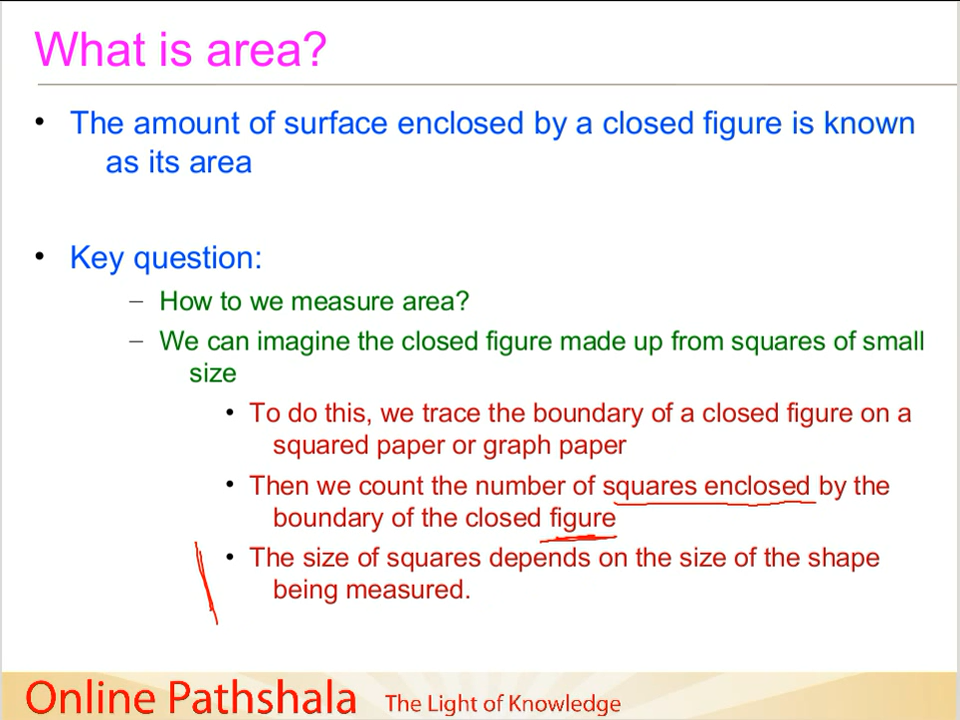 What is area?
• The amount of surface enclosed by a closed figure is known
as its area
• Key question:
– How to we measure area?
– We can imagine the closed figure made up from squares of small
size
• To do this, we trace the boundary of a closed figure on a
squared paper or graph paper
• Then we count the number of squares enclosed by the
boundary of the closed figure
• The size of squares depends on the size of the shape
being measured.
Online Pathshala The Light of Knowledge